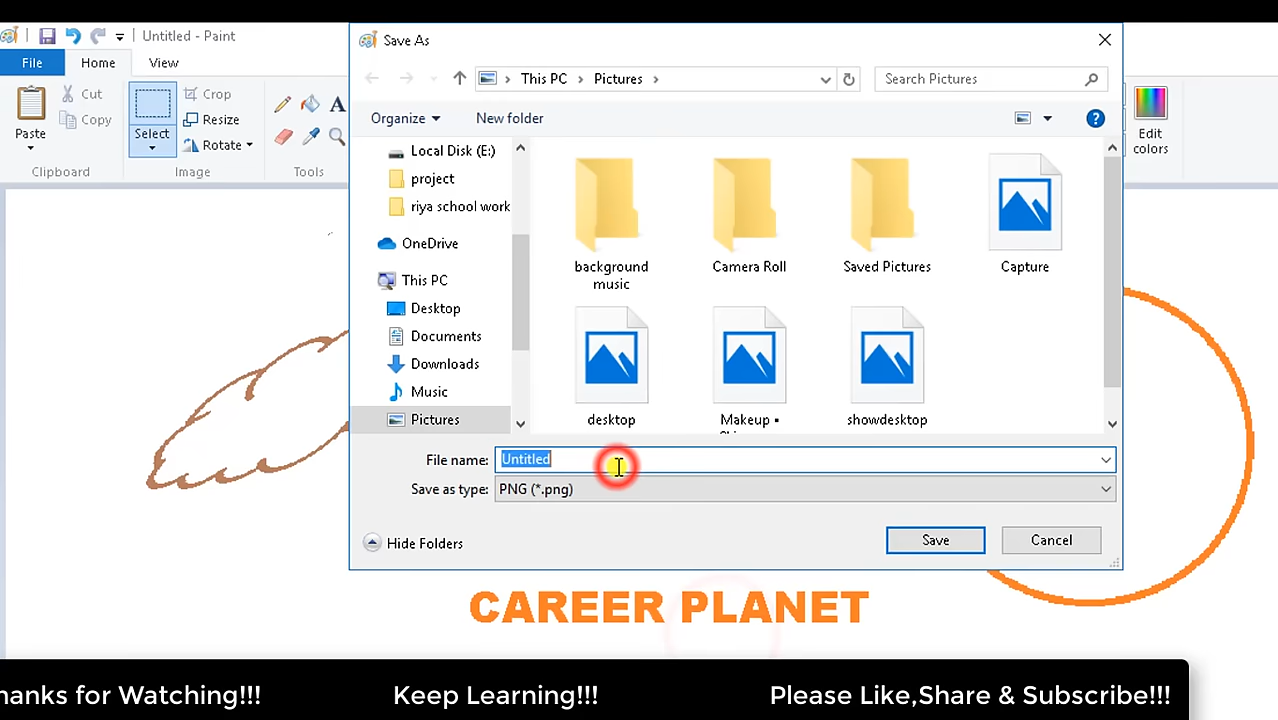 Untitled - Paint
File
Home
View
Paste
Cut
Copy
Clipboard
Select
Crop
Resize
Rotate
Image
A
Tools
Edit
colors
Save As
This PC
Pictures
Search Pictures
Organize
New folder
?
Local Disk (E:)
project
riya school work
OneDrive
This PC
Desktop
Documents
Downloads
Music
Pictures
background
music
Camera Roll
Saved Pictures
Capture
desktop
Makeup •
showdesktop
File name:
Untitled
Save as type:
PNG (*.png)
Hide Folders
Save
Cancel
CAREER PLANET
hanks for Watching!!!
Keep Learning!!!
Please Like,Share & Subscribe!!!